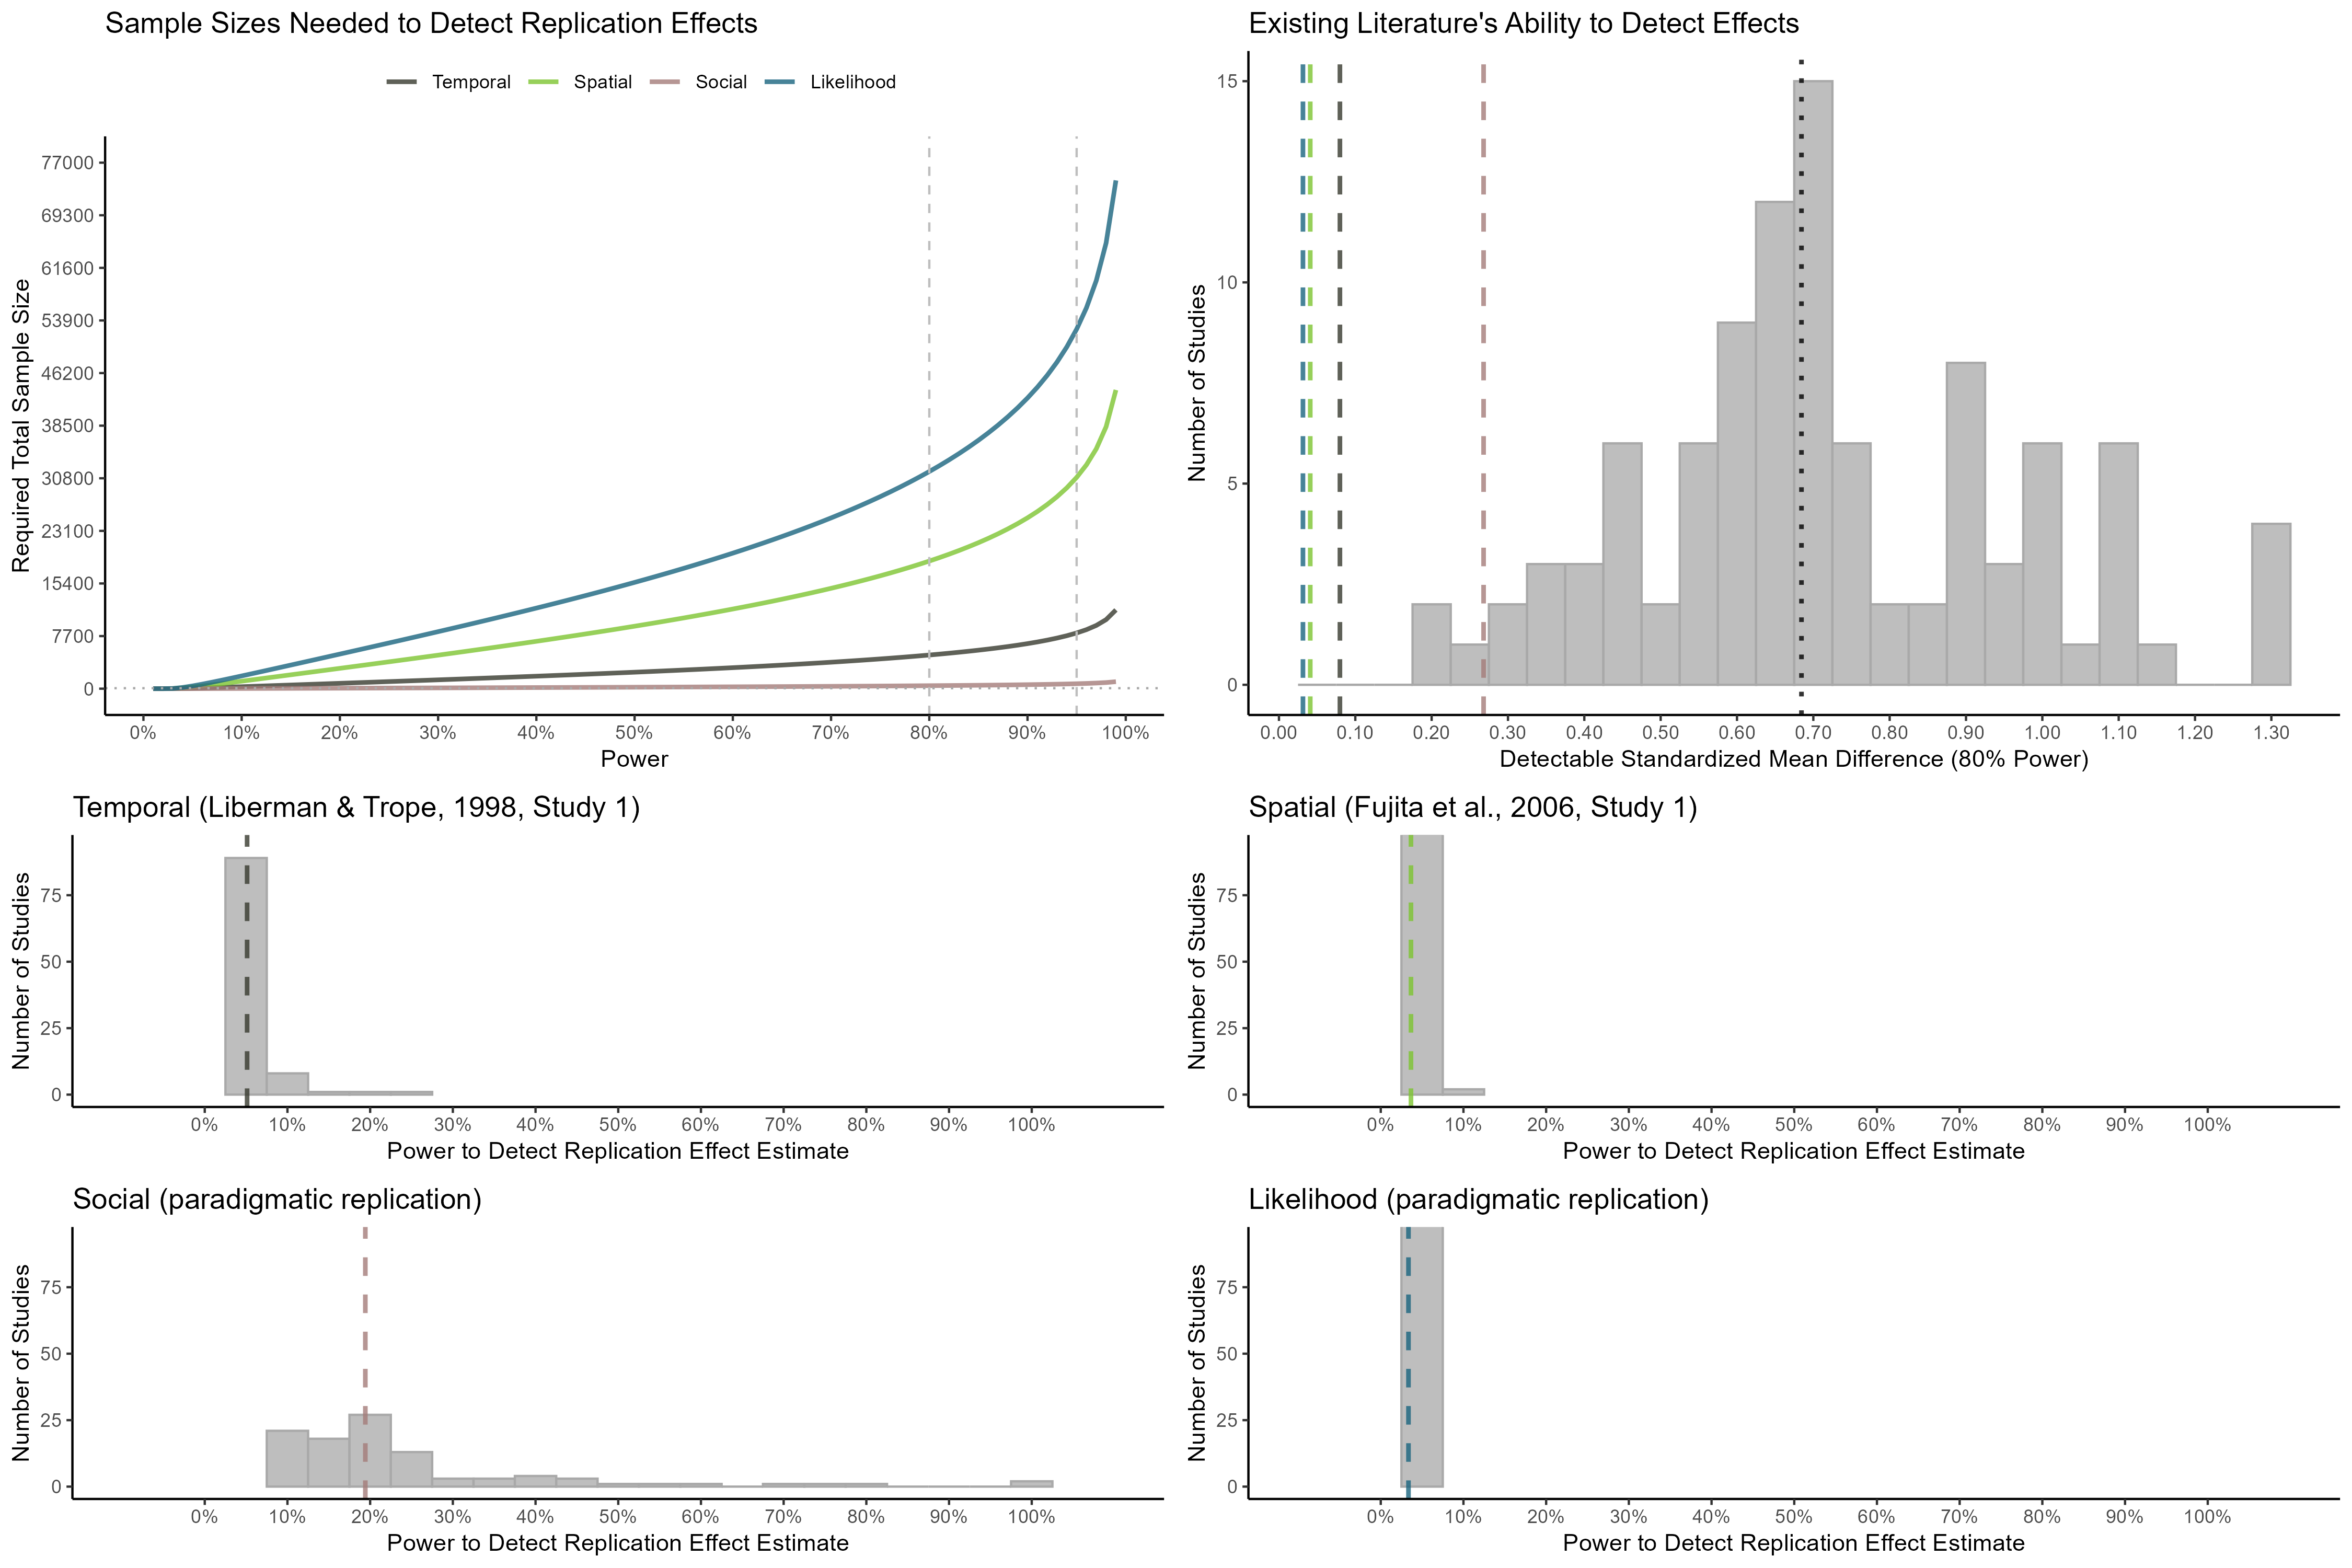 Sample Sizes Needed to Detect Replication Effects
Temporal Spatial Social Likelihood
Required Total Sample Size
77000
69300
61600
53900
46200
38500
30800
23100
15400
7700
0
0% 10% 20% 30% 40% 50% 60% 70% 80% 90% 100%
Power
Existing Literature's Ability to Detect Effects
Number of Studies
15
10
5
0
0.00 0.10 0.20 0.30 0.40 0.50 0.60 0.70 0.80 0.90 1.00 1.10 1.20 1.30
Detectable Standardized Mean Difference (80% Power)
Temporal (Liberman & Trope, 1998, Study 1)
Number of Studies
75
50
25
0
0% 10% 20% 30% 40% 50% 60% 70% 80% 90% 100%
Power to Detect Replication Effect Estimate
Spatial (Fujita et al., 2006, Study 1)
Number of Studies
75
50
25
0
0% 10% 20% 30% 40% 50% 60% 70% 80% 90% 100%
Power to Detect Replication Effect Estimate
Social (paradigmatic replication)
Number of Studies
75
50
25
0
0% 10% 20% 30% 40% 50% 60% 70% 80% 90% 100%
Power to Detect Replication Effect Estimate
Likelihood (paradigmatic replication)
Number of Studies
75
50
25
0
0% 10% 20% 30% 40% 50% 60% 70% 80% 90% 100%
Power to Detect Replication Effect Estimate